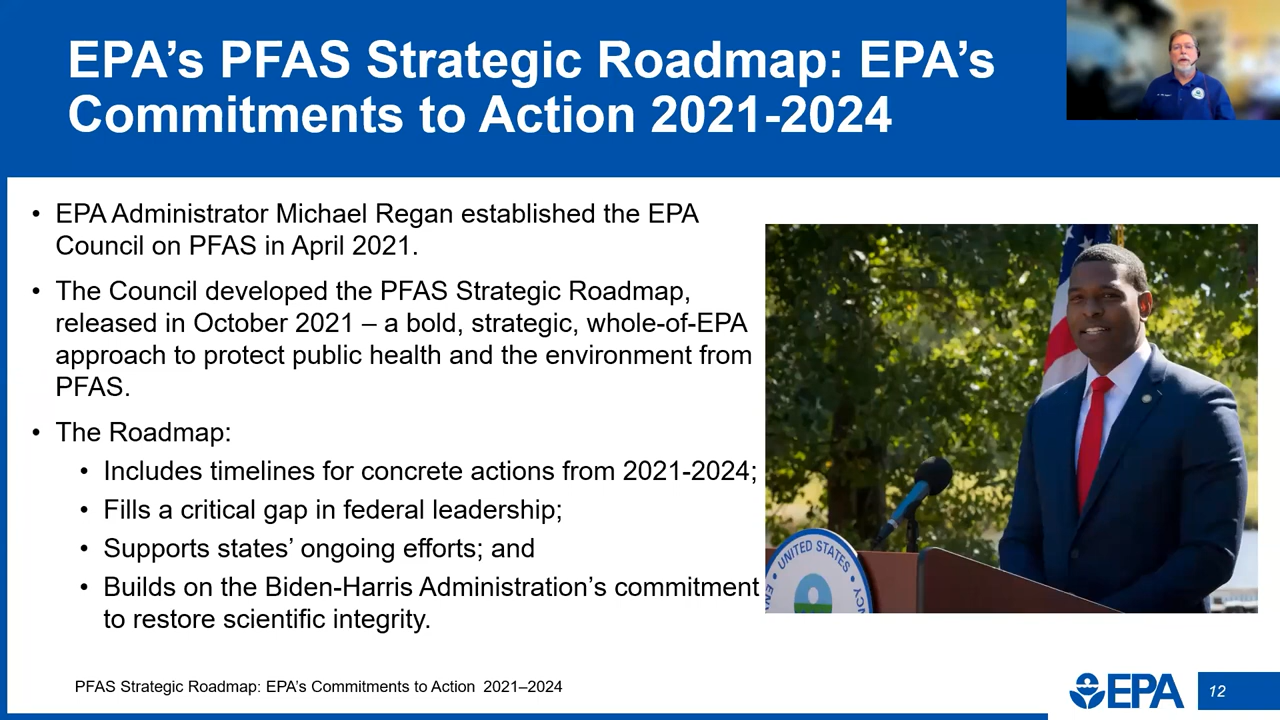 EPA's PFAS Strategic Roadmap: EPA's
Commitments to Action 2021-2024
• EPA Administrator Michael Regan established the EPA
Council on PFAS in April 2021.
• The Council developed the PFAS Strategic Roadmap,
released in October 2021 – a bold, strategic, whole-of-EPA
approach to protect public health and the environment from
PFAS.
• The Roadmap:
• Includes timelines for concrete actions from 2021-2024;
• Fills a critical gap in federal leadership;
• Supports states' ongoing efforts; and
• Builds on the Biden-Harris Administration's commitment
to restore scientific integrity.
UNITED STATES
PFAS Strategic Roadmap: EPA's Commitments to Action 2021–2024
EPA
12